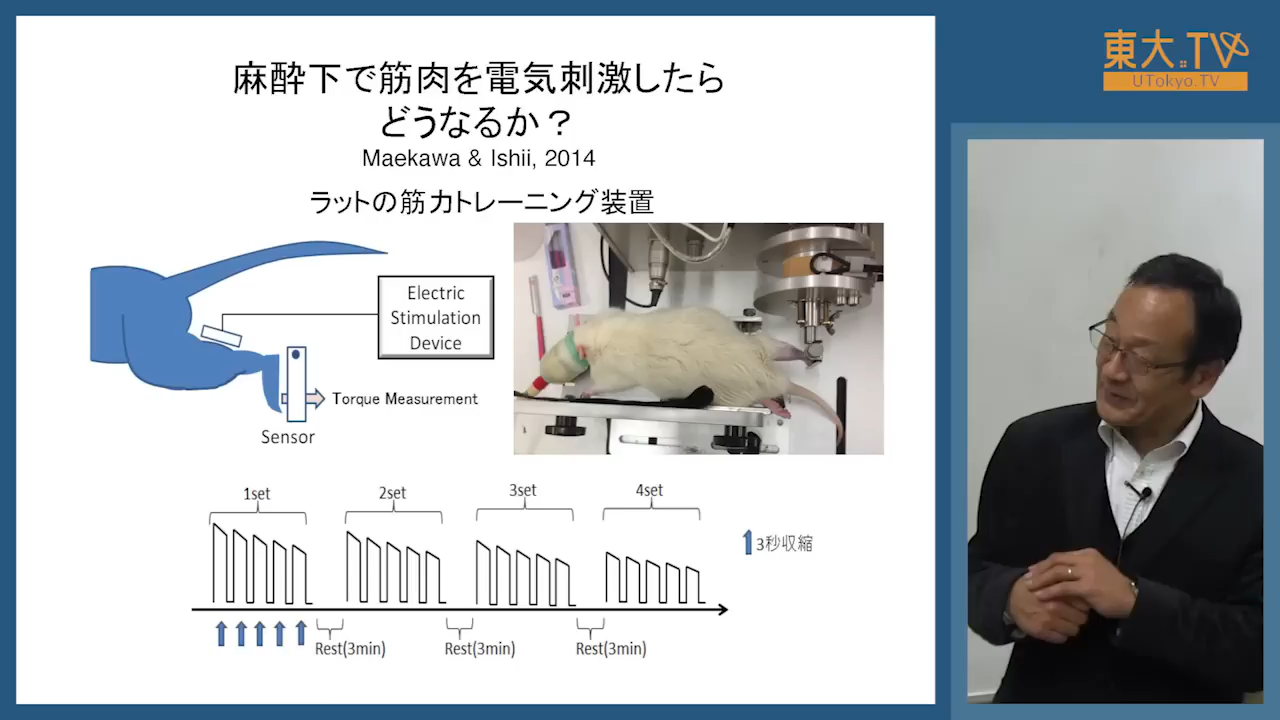 麻酔下で筋肉を電気刺激したら
どうなるか？
Maekawa & Ishii, 2014
ラットの筋力トレーニング装置
Electric
Stimulation
Device
Torque Measurement
Sensor
1set
2set
3set
4set
3秒収縮
Rest(3min)
Rest(3min)
Rest(3min)
東大.TV
UTokyo.TV